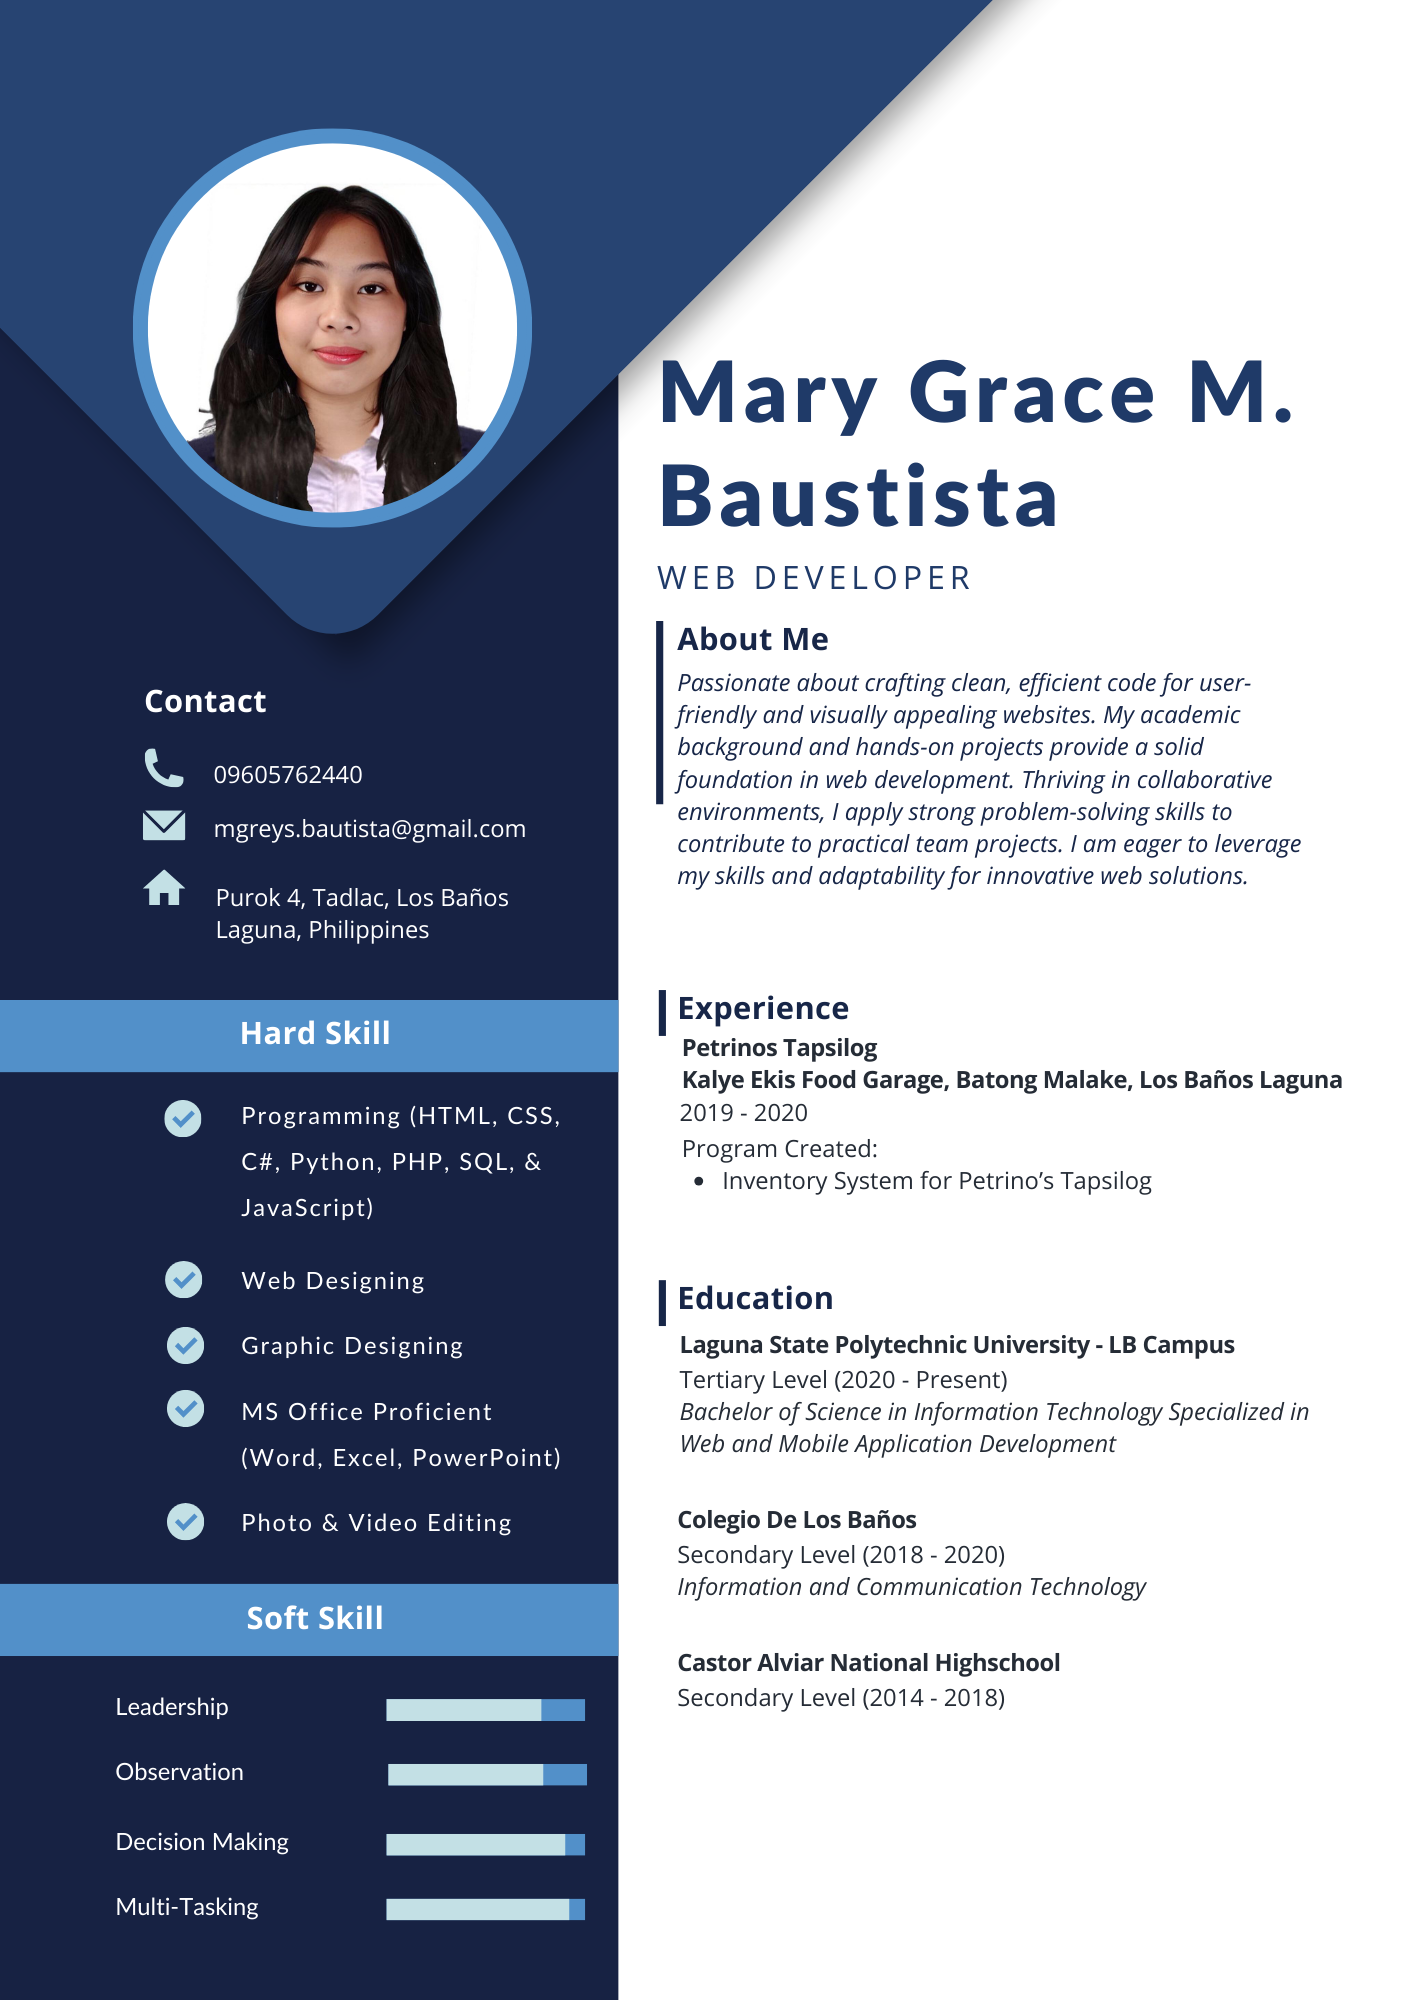 Mary Grace M.
Baustista
WEB DEVELOPER
About Me
Passionate about crafting clean, efficient code for user-
friendly and visually appealing websites. My academic
background and hands-on projects provide a solid
foundation in web development. Thriving in collaborative
environments, I apply strong problem-solving skills to
contribute to practical team projects. I am eager to leverage
my skills and adaptability for innovative web solutions.
Contact
09605762440
mgreys.bautista@gmail.com
Purok 4, Tadlac, Los Baños
Laguna, Philippines
Hard Skill
Programming (HTML, CSS,
C#, Python, PHP, SQL, &
JavaScript)
Web Designing
Graphic Designing
MS Office Proficient
(Word, Excel, PowerPoint)
Photo & Video Editing
Soft Skill
Leadership
Observation
Decision Making
Multi-Tasking
Experience
Petrinos Tapsilog
Kalye Ekis Food Garage, Batong Malake, Los Baños Laguna
2019 - 2020
Program Created:
• Inventory System for Petrino’s Tapsilog
Education
Laguna State Polytechnic University - LB Campus
Tertiary Level (2020 - Present)
Bachelor of Science in Information Technology Specialized in
Web and Mobile Application Development
Colegio De Los Baños
Secondary Level (2018 - 2020)
Information and Communication Technology
Castor Alviar National Highschool
Secondary Level (2014 - 2018)